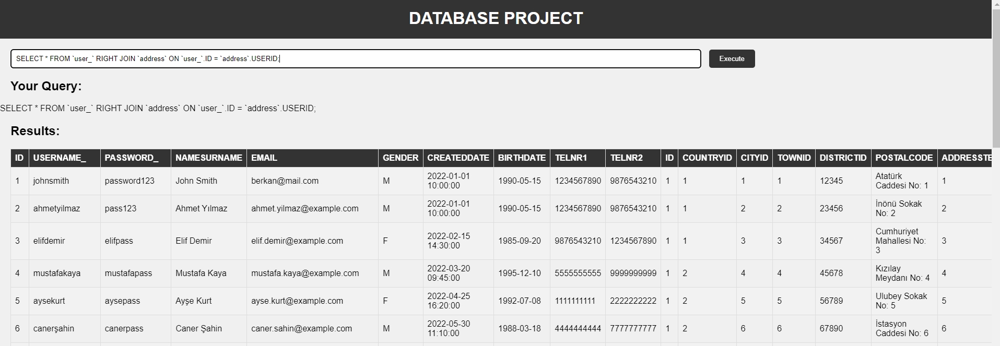 DATABASE PROJECT
SELECT * FROM `user_` RIGHT JOIN `address` ON `user_`.ID = `address`.USERID;
Execute
Your Query:
SELECT * FROM `user_` RIGHT JOIN `address` ON `user_`.ID = `address`.USERID;
Results:
ID USERNAME_ PASSWORD_ NAMESURNAME EMAIL GENDER CREATEDDATE BIRTHDATE TELNR1 TELNR2 ID COUNTRYID CITYID TOWNID DISTRICTID POSTALCODE ADDRESSTE
1 johnsmith password123 John Smith berkan@mail.com M 2022-01-01 10:00:00 1990-05-15 1234567890 9876543210 1 1 1 1 12345 Atatürk Caddesi No: 1 1
2 ahmetyilmaz pass123 Ahmet Yılmaz ahmet.yilmaz@example.com M 2022-01-01 10:00:00 1990-05-15 1234567890 9876543210 1 1 2 2 23456 İnönü Sokak No: 2 2
3 elifdemir elifpass Elif Demir elif.demir@example.com F 2022-02-15 14:30:00 1985-09-20 9876543210 1234567890 1 1 3 3 34567 Cumhuriyet Mahallesi No: 3 3
4 mustafakaya mustafapass Mustafa Kaya mustafa.kaya@example.com M 2022-03-20 09:45:00 1995-12-10 5555555555 9999999999 1 2 4 4 45678 Kızılay Meydanı No: 4 4
5 aysekurt aysepass Ayşe Kurt ayse.kurt@example.com F 2022-04-25 16:20:00 1992-07-08 1111111111 2222222222 1 2 5 5 56789 Ulubey Sokak No: 5 5
6 canerşahin canerpass Caner Şahin caner.sahin@example.com M 2022-05-30 11:10:00 1988-03-18 4444444444 7777777777 1 2 6 6 67890 İstasyon Caddesi No: 6 6